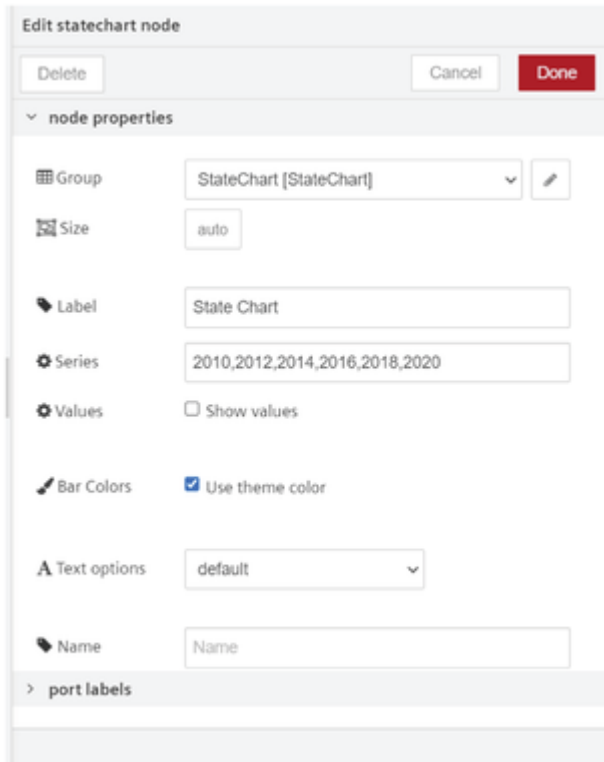 Edit statechart node
Delete Cancel Done
node properties
Group StateChart [StateChart]
Size auto
Label State Chart
Series 2010,2012,2014,2016,2018,2020
Values Show values
Bar Colors Use theme color
A Text options default
Name Name
port labels